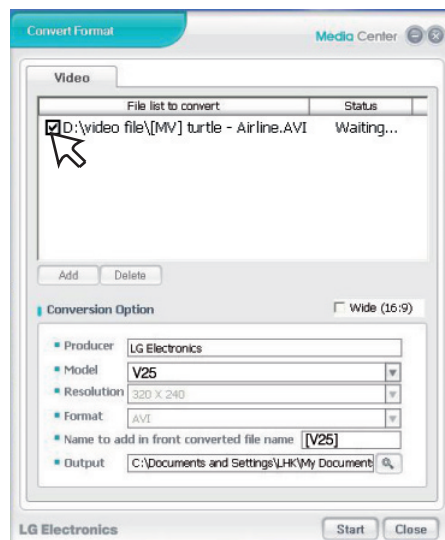 Convert Format
Media Center
Video
File list to convert Status
D:\video file\[MV] turtle - Airline.AVI Waiting...
Add Delete
Conversion Option Wide (16:9)
Producer LG Electronics
Model V25
Resolution 320 X 240
Format AVI
Name to add in front converted file name [V25]
Output C:\Documents and Settings\LHK\My Document
LG Electronics Start Close